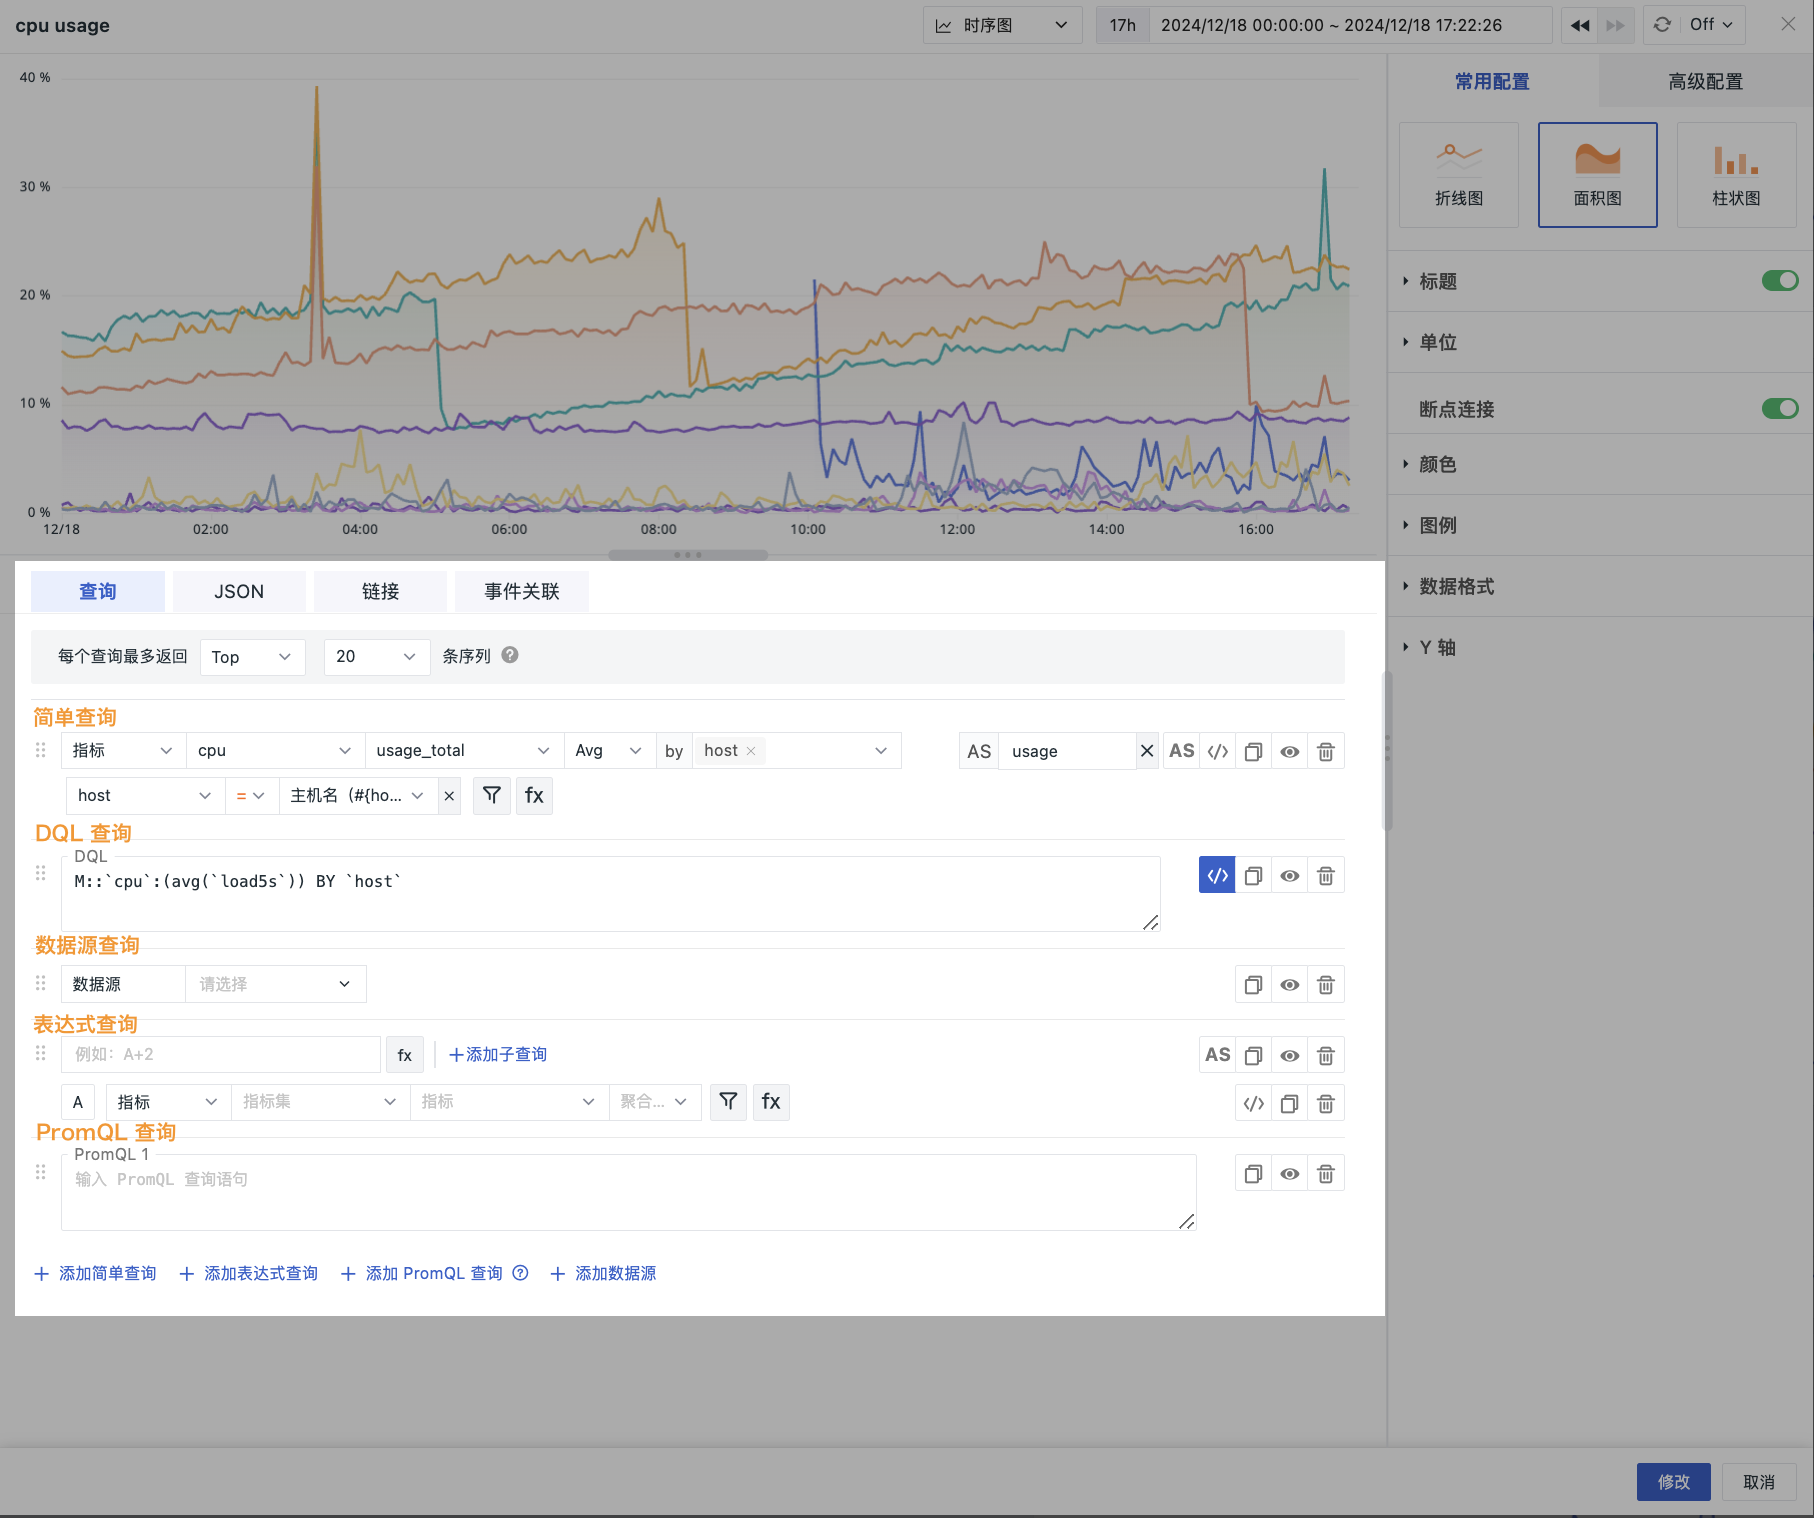 cpu usage
时序图
17h 2024/12/18 00:00:00 ~ 2024/12/18 17:22:26
Off
40 %
30 %
20 %
10 %
0 %
12/18 02:00 04:00 06:00 08:00 10:00 12:00 14:00 16:00
常用配置 高级配置
折线图 面积图 柱状图
标题
单位
断点连接
颜色
图例
数据格式
Y 轴
查询 JSON 链接 事件关联
每个查询最多返回 Top 20 条序列 ?
简单查询
指标 cpu usage_total Avg by host × AS usage × AS </>
host = 主机名（#{ho... × fx
DQL 查询
DQL
M::`cpu`:(avg(`load5s`)) BY `host`
</>
数据源查询
数据源 请选择
表达式查询
例如：A+2 fx +添加子查询 AS
A 指标 指标集 指标 聚合... fx </>
PromQL 查询
PromQL 1
输入 PromQL 查询语句
+ 添加简单查询 + 添加表达式查询 + 添加 PromQL 查询 ? + 添加数据源
修改 取消